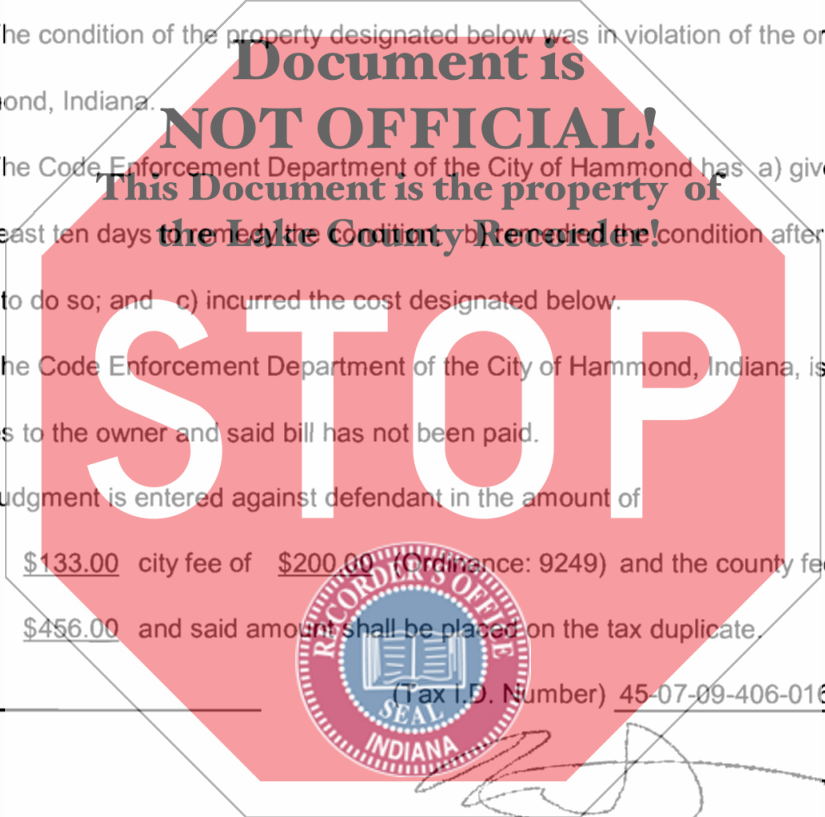 he condition of the property designated below was in violation of the or
Document is
ond, Indiana.
NOT OFFICIAL!
he Code Enforcement Department of the City of Hammond has a) giv
This Document is the property of
east ten days to remedy the condition; b) remedied the condition after
the Lake County Recorder!
to do so; and c) incurred the cost designated below.
STOP
he Code Enforcement Department of the City of Hammond, Indiana, is
s to the owner and said bill has not been paid.
udgment is entered against defendant in the amount of
$133.00 city fee of $200.00 (Ordinence: 9249) and the county fe
RECORDER'S OFFICE
$456.00 and said amount shall be placed on the tax duplicate.
(Tax I.D. Number) 45-07-09-406-016
SEAL
INDIANA